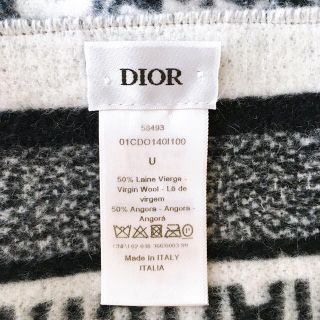 DIOR
58493
01CDO140I100
U
50% Laine Vierge -
Virgin Wool - Lã de
virgem
50% Angora - Angora -
Angorá
Made In ITALY
ITALIA